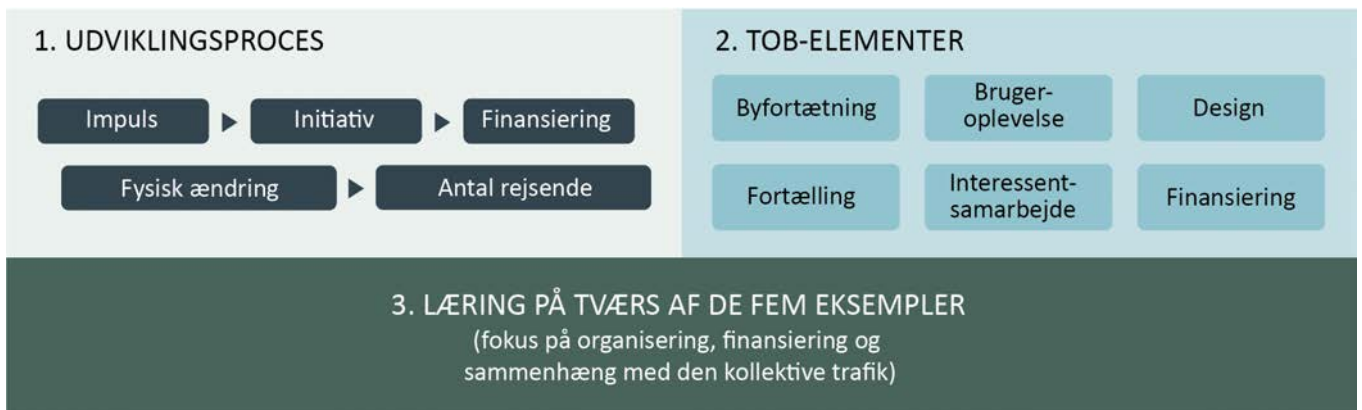 1. UDVIKLINGSPROCES
Impuls
Initiativ
Finansiering
Fysisk ændring
Antal rejsende
2. TOB-ELEMENTER
Byfortætning
Bruger-
oplevelse
Design
Fortælling
Interessent-
samarbejde
Finansiering
3. LÆRING PÅ TVÆRS AF DE FEM EKSEMPLER
(fokus på organisering, finansiering og
sammenhæng med den kollektive trafik)